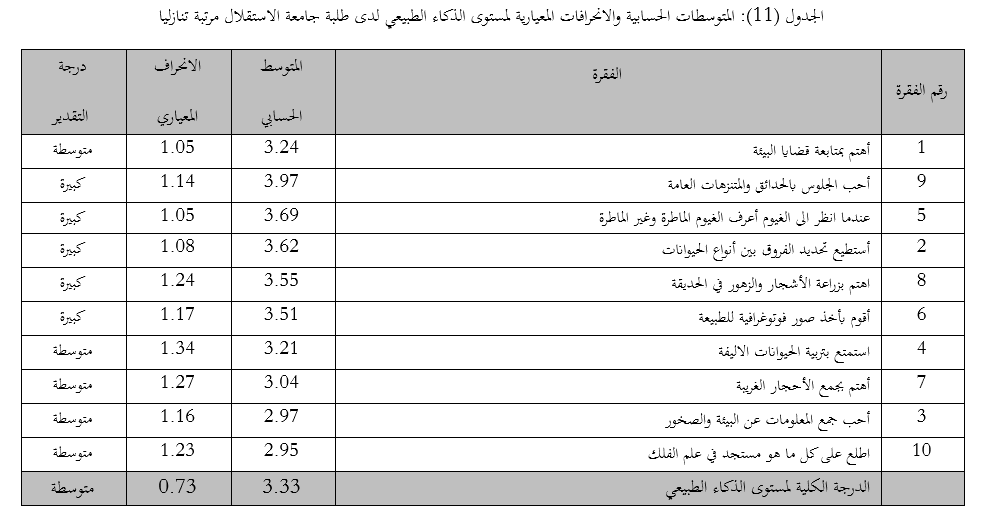 الجدول (11): المتوسطات الحسابية والانحرافات المعيارية لمستوى الذكاء الطبيعي لدى طلبة جامعة الاستقلال مرتبة تنازليا
رقم الفقرة الفقرة المتوسط الحسابي الانحراف المعياري درجة التقدير
1 أهتم بمتابعة قضايا البيئة 3.24 1.05 متوسطة
9 أحب الجلوس بالحدائق والمتنزهات العامة 3.97 1.14 كبيرة
5 عندما انظر الى الغيوم أعرف الغيوم الماطرة وغير الماطرة 3.69 1.05 كبيرة
2 أستطيع تحديد الفروق بين أنواع الحيوانات 3.62 1.08 كبيرة
8 اهتم بزراعة الأشجار والزهور في الحديقة 3.55 1.24 كبيرة
6 أقوم بأخذ صور فوتوغرافية للطبيعة 3.51 1.17 كبيرة
4 استمتع بتربية الحيوانات الاليفة 3.21 1.34 متوسطة
7 أهتم بجمع الأحجار الغريبة 3.04 1.27 متوسطة
3 أحب جمع المعلومات عن البيئة والصخور 2.97 1.16 متوسطة
10 اطلع على كل ما هو مستجد في علم الفلك 2.95 1.23 متوسطة
الدرجة الكلية لمستوى الذكاء الطبيعي 3.33 0.73 متوسطة